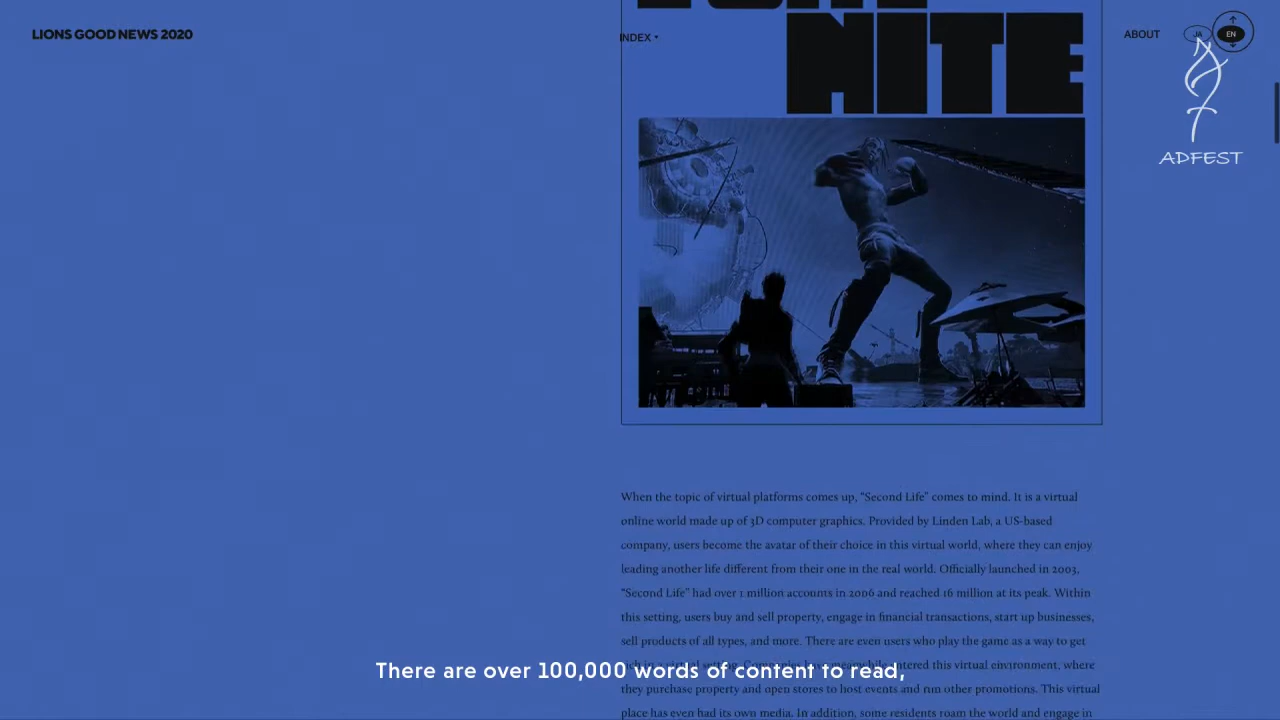 LIONS GOOD NEWS 2020
INDEX
ABOUT
JA
EN
NITE
ADFEST
When the topic of virtual platforms comes up, “Second Life” comes to mind. It is a virtual
online world made up of 3D computer graphics. Provided by Linden Lab, a US-based
company, users become the avatar of their choice in this virtual world, where they can enjoy
leading another life different from their one in the real world. Officially launched in 2003,
“Second Life” had over 1 million accounts in 2006 and reached 16 million at its peak. Within
this setting, users buy and sell property, engage in financial transactions, start up businesses,
sell products of all types, and more. There are even users who play the game as a way to get
rich in a virtual setting. Companies have meanwhile entered this virtual environment, where
There are over 100,000 words of content to read,
they purchase property and open stores to host events and run other promotions. This virtual
place has even had its own media. In addition, some residents roam the world and engage in